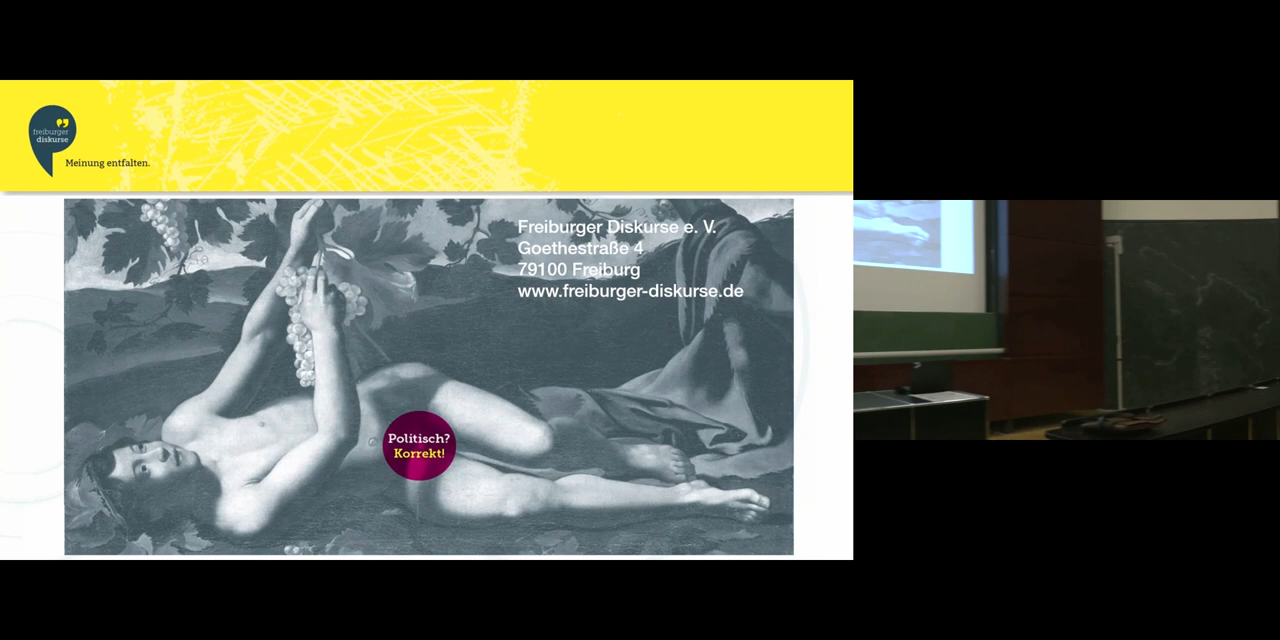 freiburger
diskurse
Meinung entfalten.
Freiburger Diskurse e. V.
Goethestraße 4
79100 Freiburg
www.freiburger-diskurse.de
Politisch?
Korrekt!